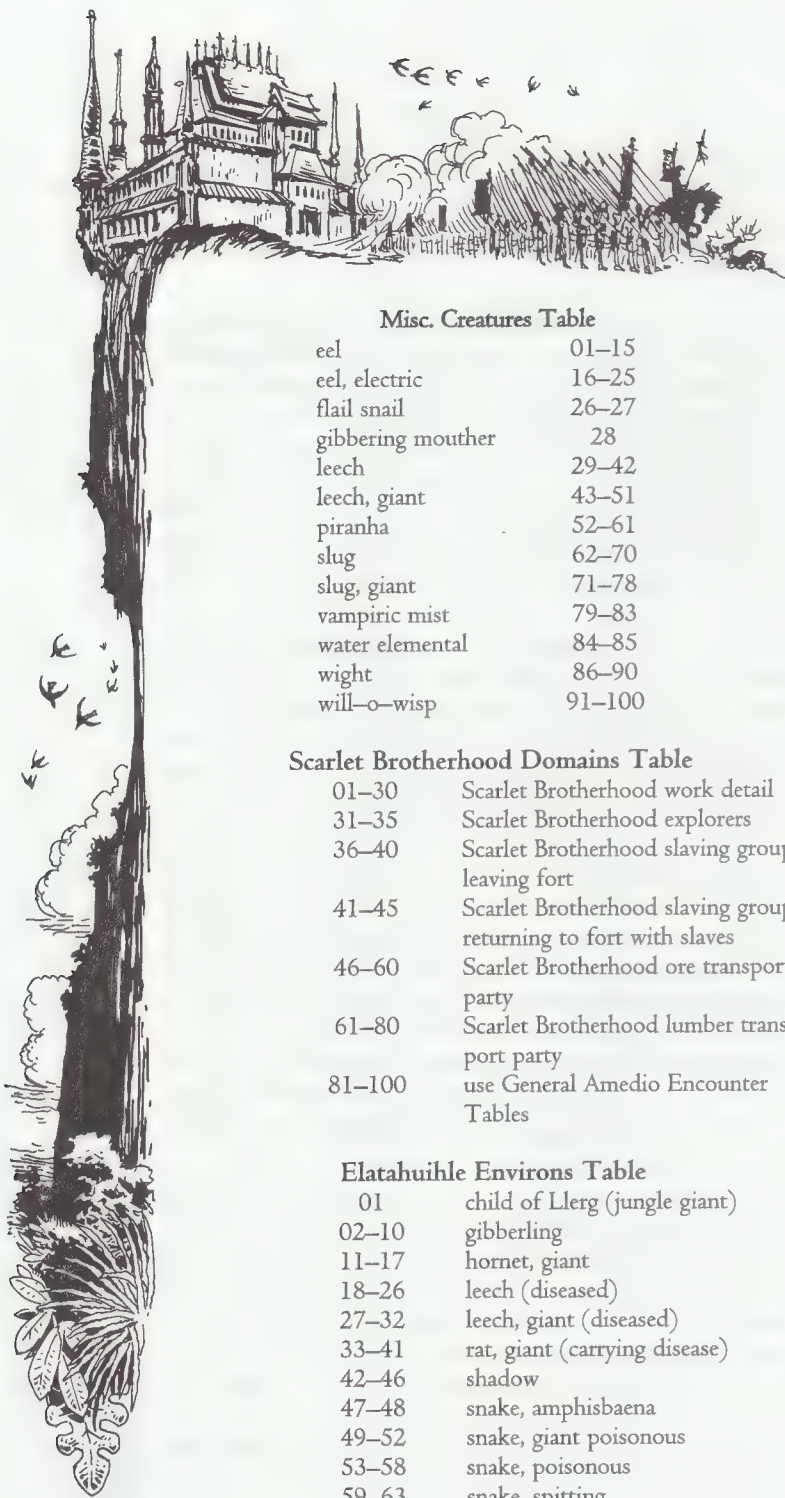 Misc. Creatures Table
eel 01–15
eel, electric 16–25
flail snail 26–27
gibbering mouther 28
leech 29–42
leech, giant 43–51
piranha 52–61
slug 62–70
slug, giant 71–78
vampiric mist 79–83
water elemental 84–85
wight 86–90
will–o–wisp 91–100
Scarlet Brotherhood Domains Table
01–30 Scarlet Brotherhood work detail
31–35 Scarlet Brotherhood explorers
36–40 Scarlet Brotherhood slaving group
leaving fort
41–45 Scarlet Brotherhood slaving group
returning to fort with slaves
46–60 Scarlet Brotherhood ore transport
party
61–80 Scarlet Brotherhood lumber trans
port party
81–100 use General Amedio Encounter
Tables
Elatahuihle Environs Table
01 child of Llerg (jungle giant)
02–10 gibberling
11–17 hornet, giant
18–26 leech (diseased)
27–32 leech, giant (diseased)
33–41 rat, giant (carrying disease)
42–46 shadow
47–48 snake, amphisbaena
49–52 snake, giant poisonous
53–58 snake, poisonous
59–63 snake, spitting